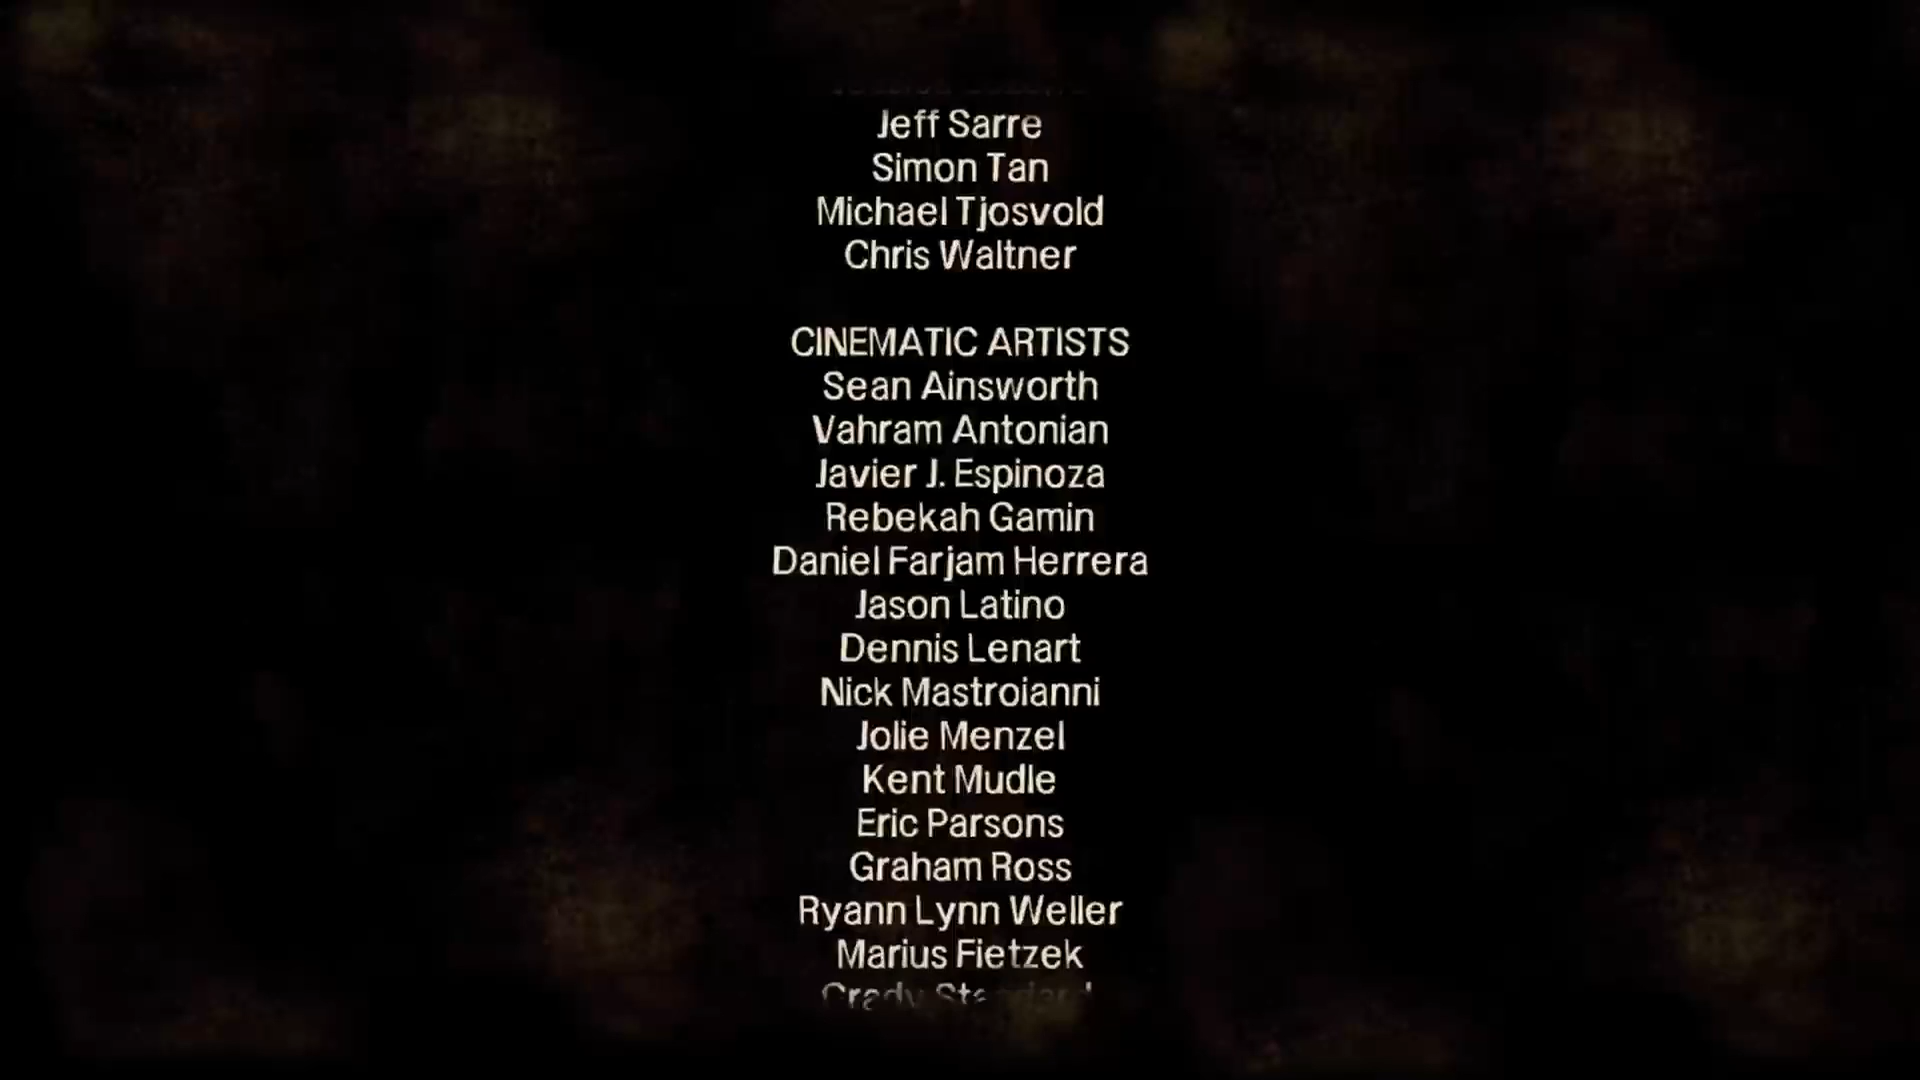 Jeff Sarre
Simon Tan
Michael Tjosvold
Chris Waltner
CINEMATIC ARTISTS
Sean Ainsworth
Vahram Antonian
Javier J. Espinoza
Rebekah Gamin
Daniel Farjam Herrera
Jason Latino
Dennis Lenart
Nick Mastroianni
Jolie Menzel
Kent Mudle
Eric Parsons
Graham Ross
Ryann Lynn Weller
Marius Fietzek
Grady